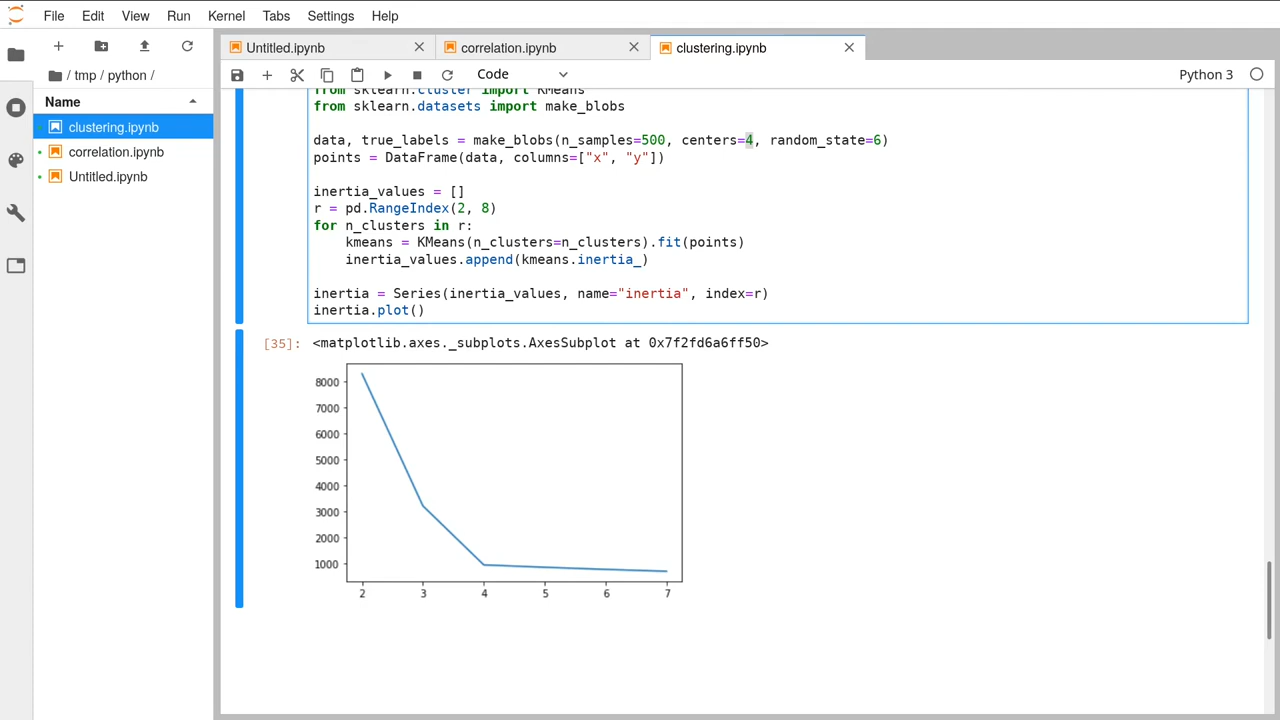 File Edit View Run Kernel Tabs Settings Help
Untitled.ipynb correlation.ipynb clustering.ipynb
/ tmp / python /
Code Python 3
Name
clustering.ipynb
correlation.ipynb
Untitled.ipynb
from sklearn.cluster import KMeans
from sklearn.datasets import make_blobs
data, true_labels = make_blobs(n_samples=500, centers=4, random_state=6)
points = DataFrame(data, columns=["x", "y"])
inertia_values = []
r = pd.RangeIndex(2, 8)
for n_clusters in r:
kmeans = KMeans(n_clusters=n_clusters).fit(points)
inertia_values.append(kmeans.inertia_)
inertia = Series(inertia_values, name="inertia", index=r)
inertia.plot()
[35]: <matplotlib.axes._subplots.AxesSubplot at 0x7f2fd6a6ff50>
8000
7000
6000
5000
4000
3000
2000
1000
2 3 4 5 6 7